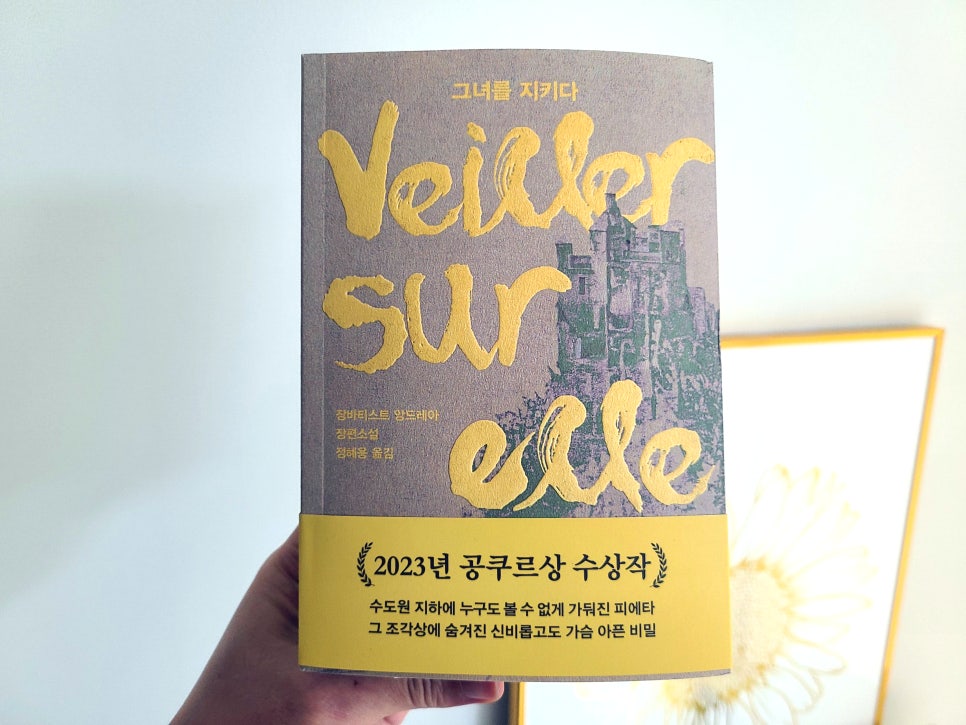 그녀를 지키다
Veiller
sur
elle
장바티스트 앙드레아
장편소설
정혜용 옮김
2023년 공쿠르상 수상작
수도원 지하에 누구도 볼 수 없게 가둬진 피에타
그 조각상에 숨겨진 신비롭고도 가슴 아픈 비밀